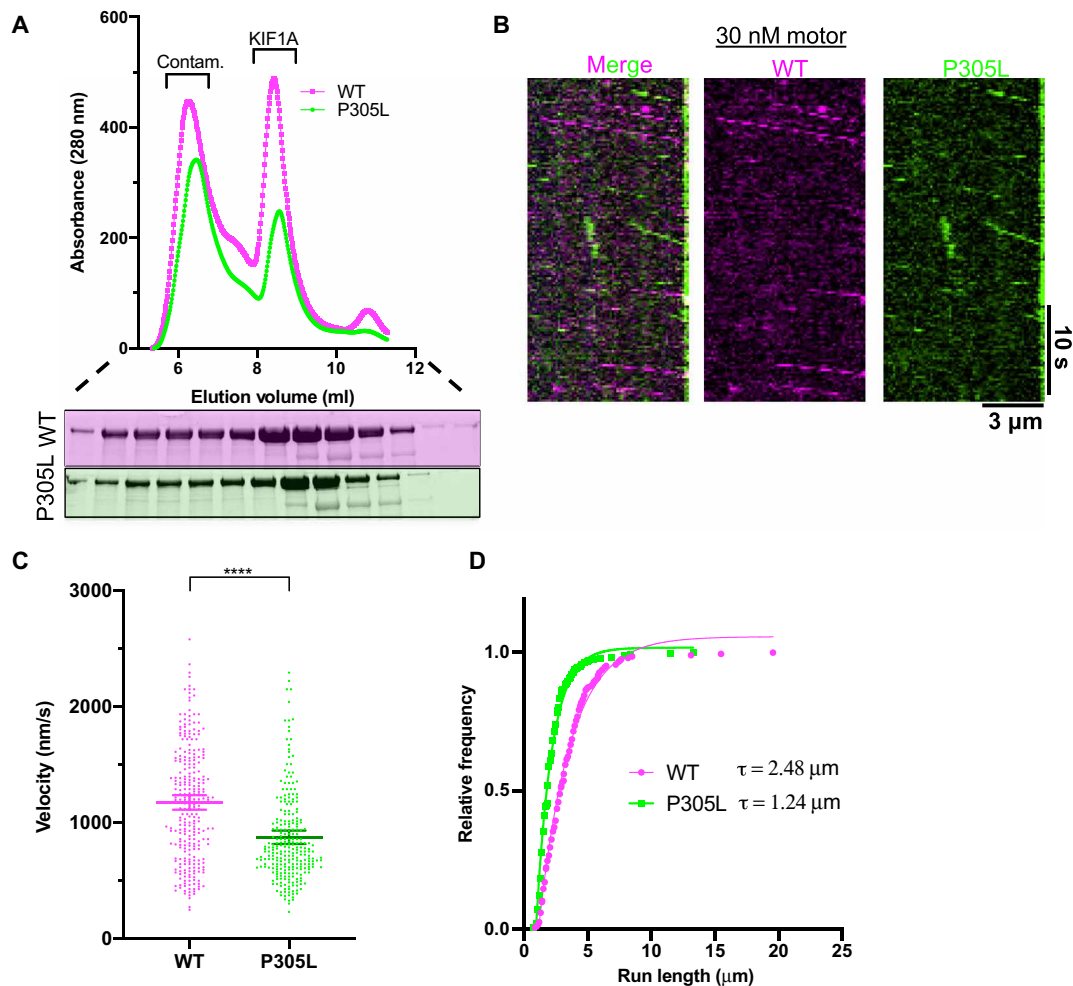 A
600
400
200
0
Absorbance (280 nm)
Contam.
KIF1A
WT
P305L
6
8
10
12
Elution volume (ml)
WT
P305L
B
30 nM motor
Merge
WT
P305L
10 s
3 μm
C
****
3000
2000
1000
0
Velocity (nm/s)
WT
P305L
D
1.0
0.5
0.0
Relative frequency
WT τ = 2.48 μm
P305L τ = 1.24 μm
0
5
10
15
20
25
Run length (μm)